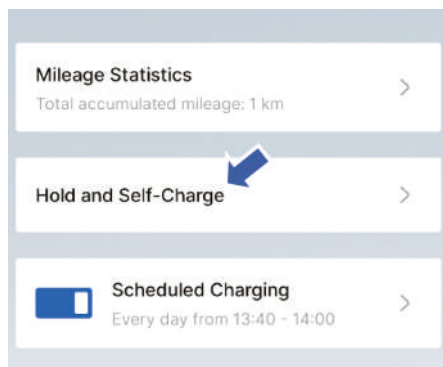 Mileage Statistics
Total accumulated mileage: 1 km
Hold and Self-Charge
Scheduled Charging
Every day from 13:40 - 14:00